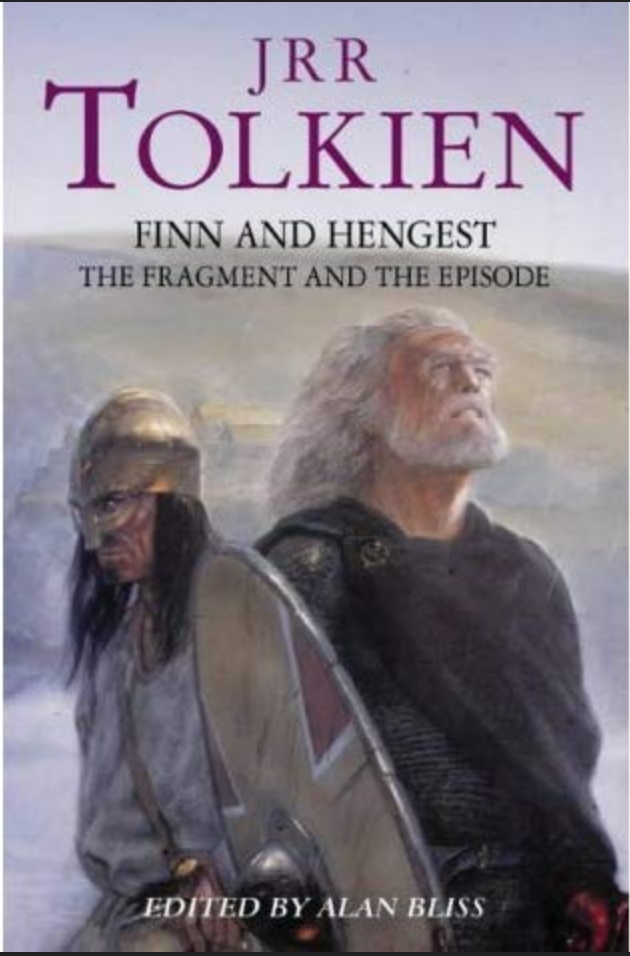 JRR
TOLKIEN
FINN AND HENGEST
THE FRAGMENT AND THE EPISODE
EDITED BY ALAN BLISS